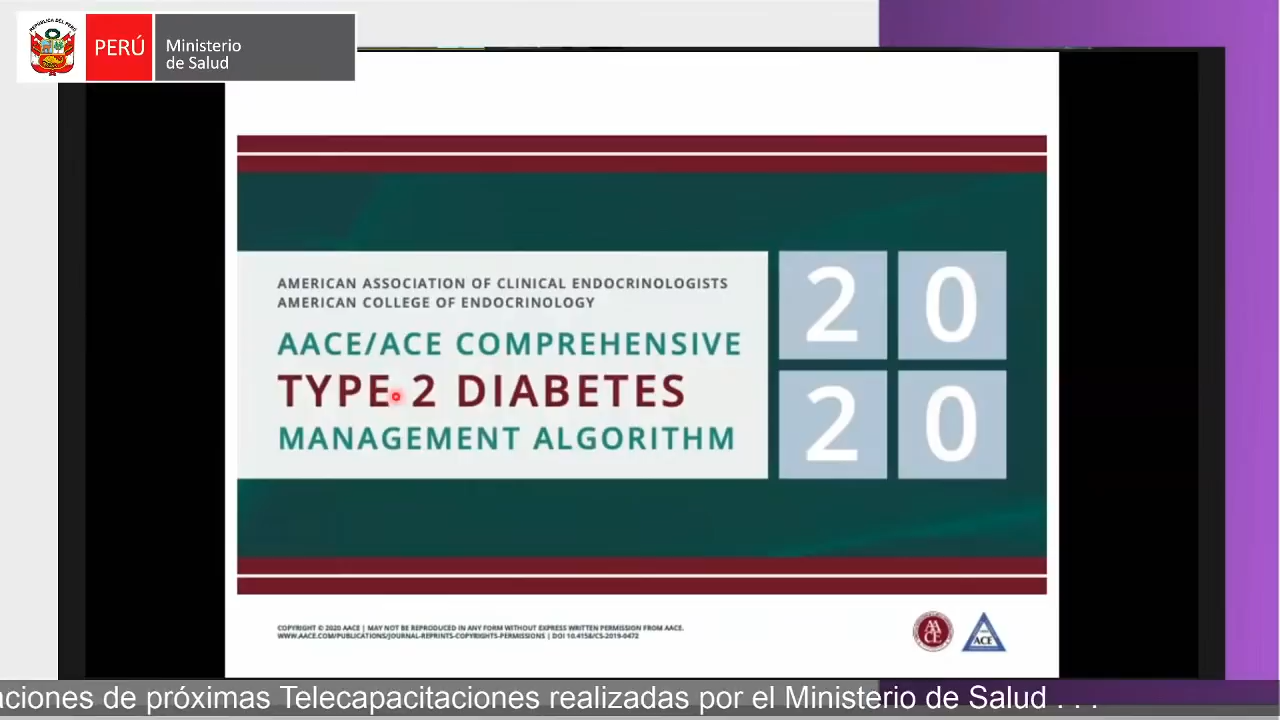 REPÚBLICA DEL PERÚ
PERÚ
Ministerio
de Salud
AMERICAN ASSOCIATION OF CLINICAL ENDOCRINOLOGISTS
AMERICAN COLLEGE OF ENDOCRINOLOGY
AACE/ACE COMPREHENSIVE
TYPE 2 DIABETES
MANAGEMENT ALGORITHM
2 0
2 0
COPYRIGHT © 2020 AACE | MAY NOT BE REPRODUCED IN ANY FORM WITHOUT EXPRESS WRITTEN PERMISSION FROM AACE.
WWW.AACE.COM/PUBLICATIONS/JOURNAL-REPRINTS-COPYRIGHTS-PERMISSIONS | DOI 10.4158/CS-2019-0472
AACE
ACE
aciones de próximas Telecapacitaciones realizadas por el Ministerio de Salud . . .